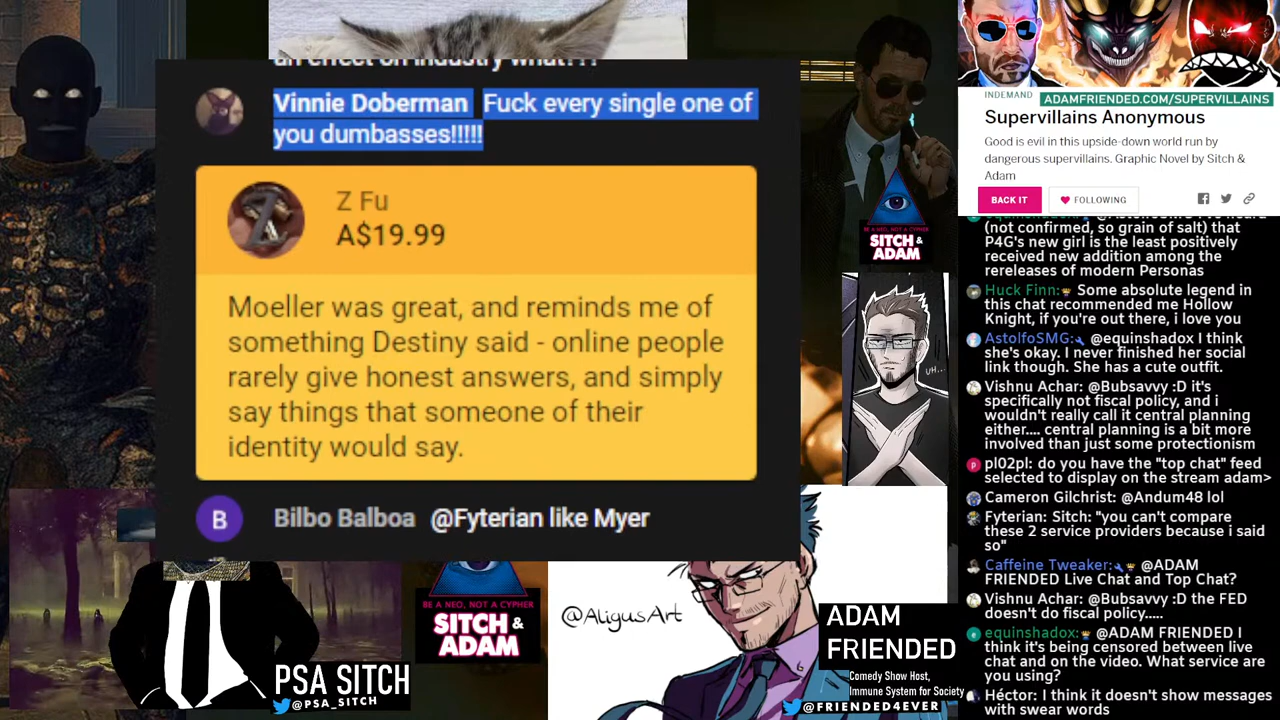 an effect on industry what???
Vinnie Doberman Fuck every single one of
you dumbasses!!!!!
Z Fu
A$19.99
Moeller was great, and reminds me of
something Destiny said - online people
rarely give honest answers, and simply
say things that someone of their
identity would say.
B
Bilbo Balboa @Fyterian like Myer
BE A NEO, NOT A CYPHER
SITCH &
ADAM
UH...
BE A NEO, NOT A CYPHER
SITCH &
ADAM
PSA SITCH
@PSA_SITCH
@AligusArt
ADAM
FRIENDED
Comedy Show Host,
Immune System for Society
@FRIENDED4EVER
INDEMAND
ADAMFRIENDED.COM/SUPERVILLAINS
Supervillains Anonymous
Good is evil in this upside-down world run by
dangerous supervillains. Graphic Novel by Sitch &
Adam
BACK IT
FOLLOWING
(not confirmed, so grain of salt) that
P4G's new girl is the least positively
received new addition among the
rereleases of modern Personas
Huck Finn: Some absolute legend in
this chat recommended me Hollow
Knight, if you're out there, i love you
AstolfoSMG: @equinshadox I think
she's okay. I never finished her social
link though. She has a cute outfit.
Vishnu Achar: @Bubsavvy :D it's
specifically not fiscal policy, and i
wouldn't really call it central planning
either.... central planning is a bit more
involved than just some protectionism
p
pl02pl: do you have the "top chat" feed
selected to display on the stream adam>
Cameron Gilchrist: @Andum48 lol
Fyterian: Sitch: "you can't compare
these 2 service providers because i said
so"
Caffeine Tweaker: @ADAM
FRIENDED Live Chat and Top Chat?
Vishnu Achar: @Bubsavvy :D the FED
doesn't do fiscal policy.....
e
equinshadox: @ADAM FRIENDED I
think it's being censored between live
chat and on the video. What service are
you using?
Héctor: I think it doesn't show messages
with swear words